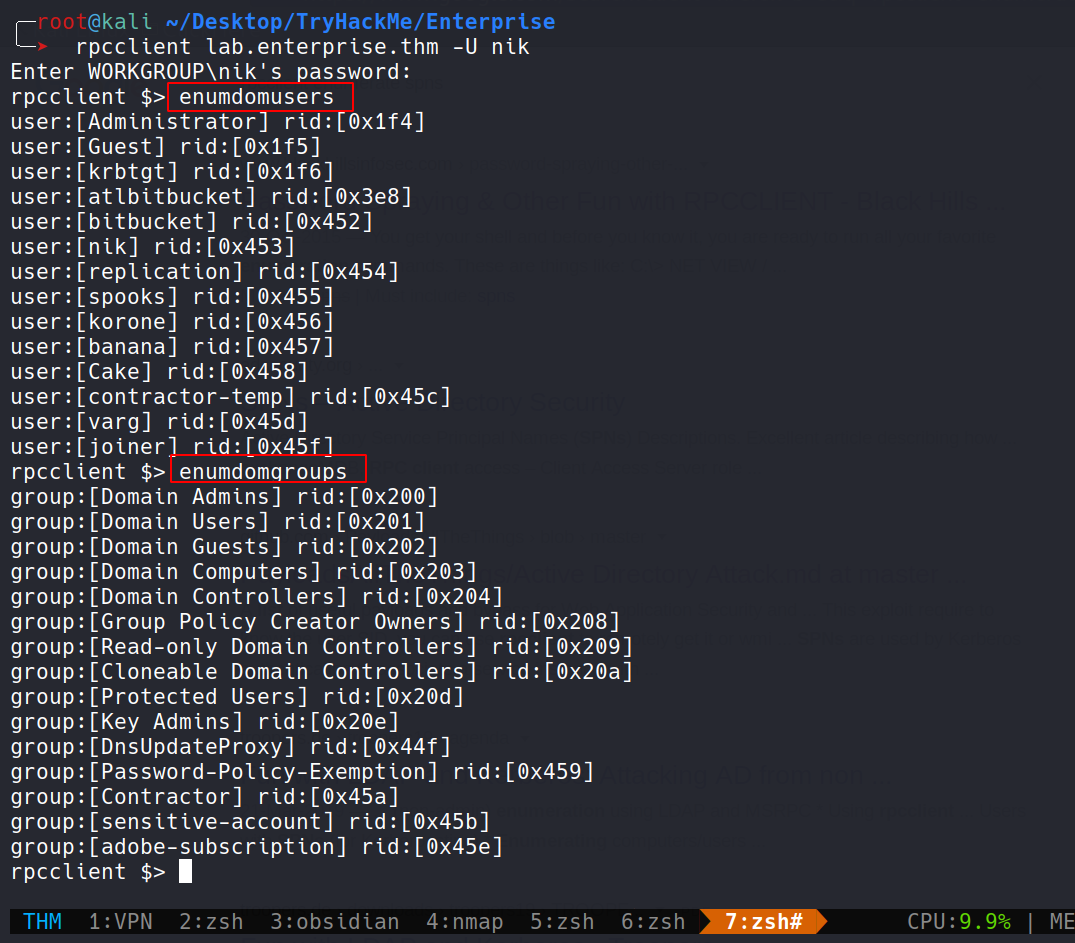 root@kali ~/Desktop/TryHackMe/Enterprise
rpcclient lab.enterprise.thm -U nik
Enter WORKGROUP\nik's password:
rpcclient $> enumdomusers
user:[Administrator] rid:[0x1f4]
user:[Guest] rid:[0x1f5]
user:[krbtgt] rid:[0x1f6]
user:[atlbitbucket] rid:[0x3e8]
user:[bitbucket] rid:[0x452]
user:[nik] rid:[0x453]
user:[replication] rid:[0x454]
user:[spooks] rid:[0x455]
user:[korone] rid:[0x456]
user:[banana] rid:[0x457]
user:[Cake] rid:[0x458]
user:[contractor-temp] rid:[0x45c]
user:[varg] rid:[0x45d]
user:[joiner] rid:[0x45f]
rpcclient $> enumdomgroups
group:[Domain Admins] rid:[0x200]
group:[Domain Users] rid:[0x201]
group:[Domain Guests] rid:[0x202]
group:[Domain Computers] rid:[0x203]
group:[Domain Controllers] rid:[0x204]
group:[Group Policy Creator Owners] rid:[0x208]
group:[Read-only Domain Controllers] rid:[0x209]
group:[Cloneable Domain Controllers] rid:[0x20a]
group:[Protected Users] rid:[0x20d]
group:[Key Admins] rid:[0x20e]
group:[DnsUpdateProxy] rid:[0x44f]
group:[Password-Policy-Exemption] rid:[0x459]
group:[Contractor] rid:[0x45a]
group:[sensitive-account] rid:[0x45b]
group:[adobe-subscription] rid:[0x45e]
rpcclient $>
THM 1:VPN 2:zsh 3:obsidian 4:nmap 5:zsh 6:zsh 7:zsh# CPU:9.9% | ME